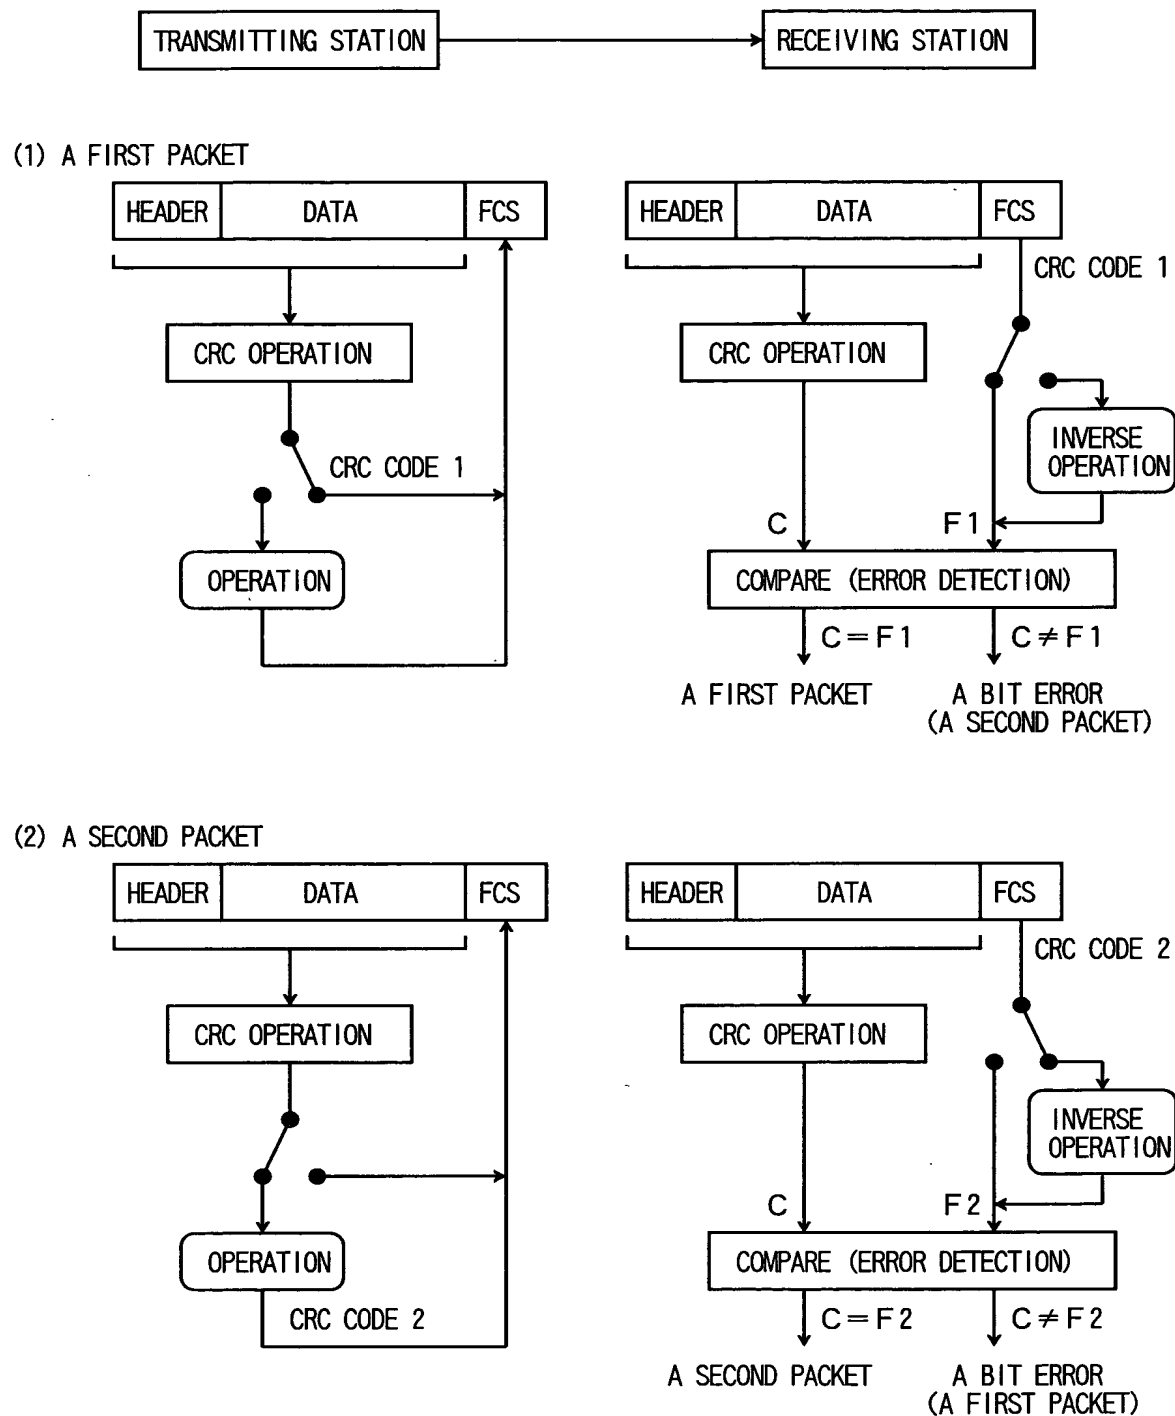 TRANSMITTING STATION
RECEIVING STATION
(1) A FIRST PACKET
HEADER
DATA
FCS
CRC OPERATION
CRC CODE 1
OPERATION
HEADER
DATA
FCS
CRC CODE 1
CRC OPERATION
INVERSE
OPERATION
C
F1
COMPARE (ERROR DETECTION)
C=F1
C≠F1
A FIRST PACKET
A BIT ERROR
(A SECOND PACKET)
(2) A SECOND PACKET
HEADER
DATA
FCS
CRC OPERATION
OPERATION
CRC CODE 2
HEADER
DATA
FCS
CRC CODE 2
CRC OPERATION
INVERSE
OPERATION
C
F2
COMPARE (ERROR DETECTION)
C=F2
C≠F2
A SECOND PACKET
A BIT ERROR
(A FIRST PACKET)